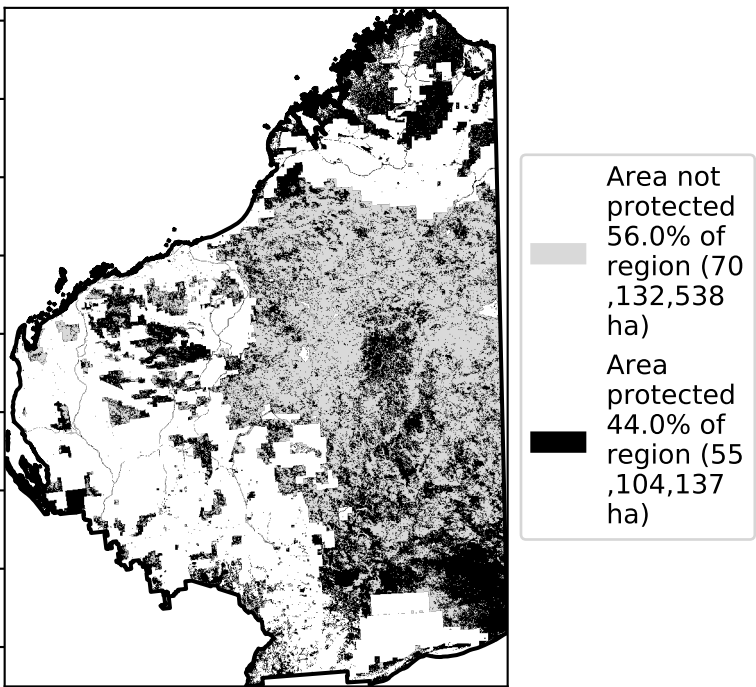 Area not
protected
56.0% of
region (70
,132,538
ha)
Area
protected
44.0% of
region (55
,104,137
ha)